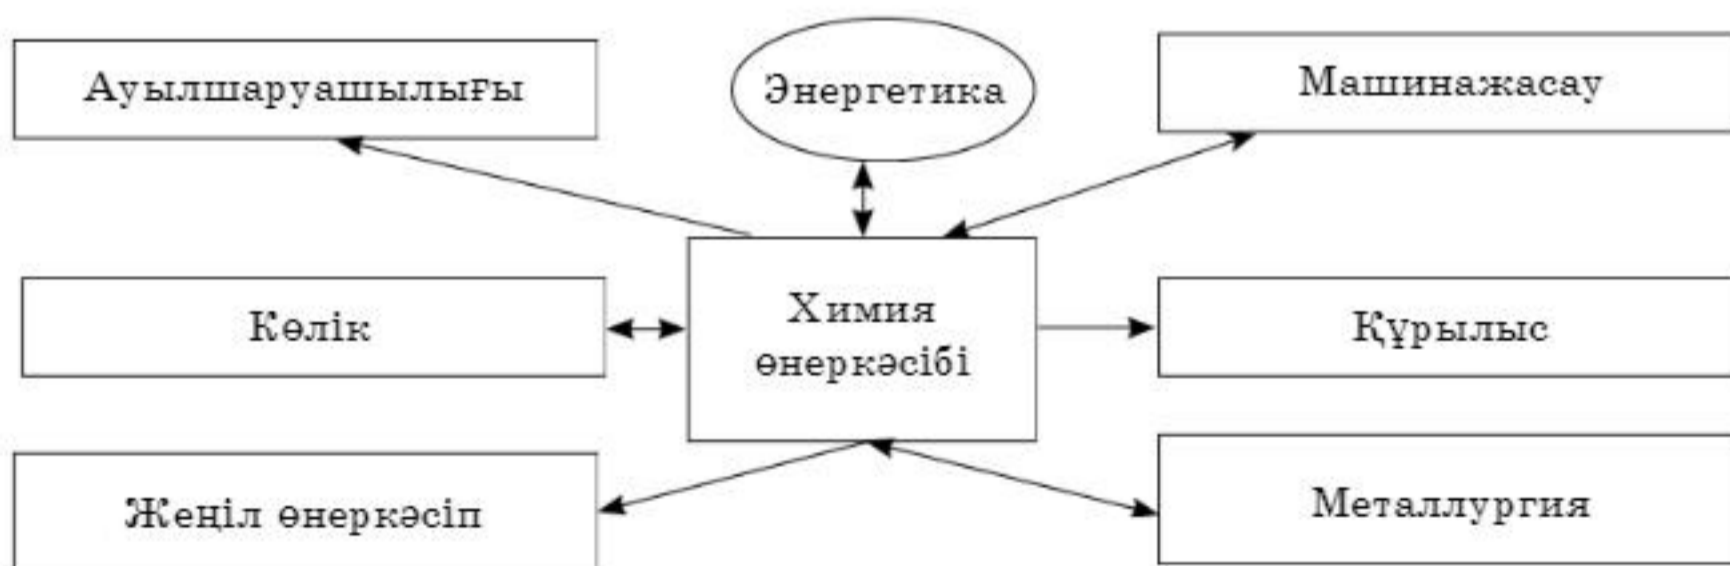 Ауылшаруашылығы
Энергетика
Машинажасау
Көлік
Химия
өнеркәсібі
Құрылыс
Жеңіл өнеркәсіп
Металлургия